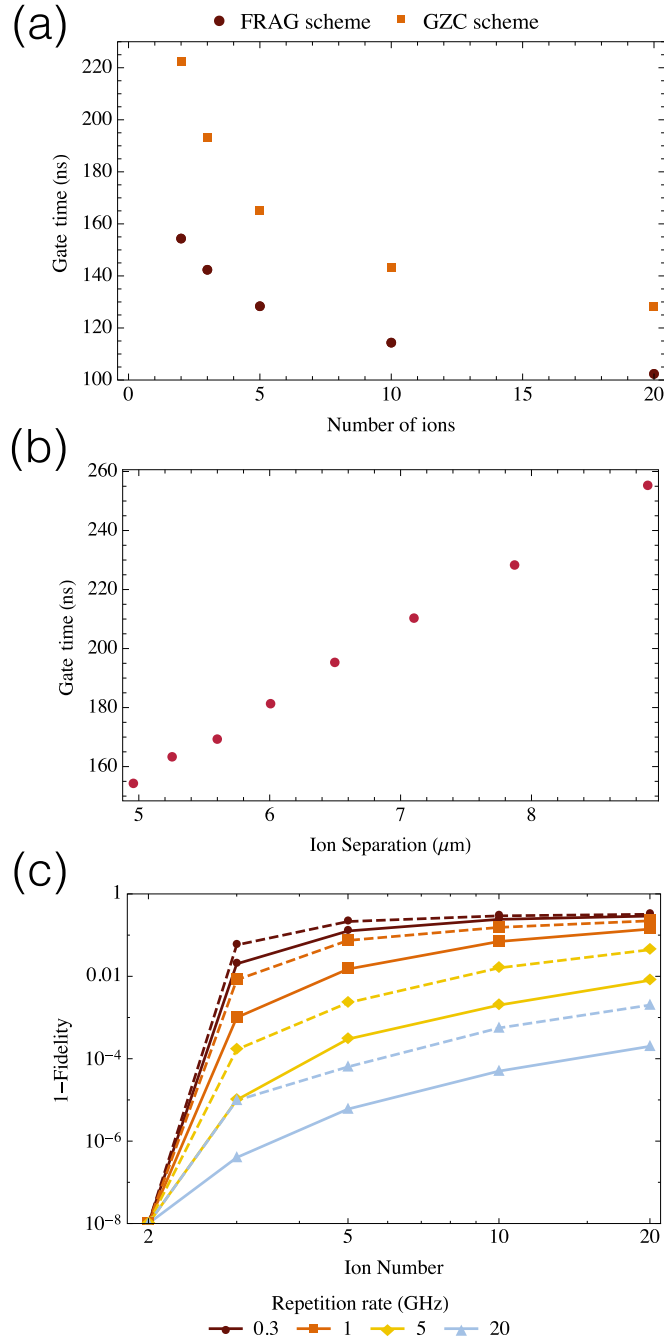 (a)
FRAG scheme GZC scheme
220
200
180
160
140
120
100
Gate time (ns)
0 5 10 15 20
Number of ions
(b)
260
240
220
200
180
160
Gate time (ns)
5 6 7 8
Ion Separation (μm)
(c)
1
0.01
10⁻⁴
10⁻⁶
10⁻⁸
1−Fidelity
2 5 10 20
Ion Number
Repetition rate (GHz)
0.3 1 5 20